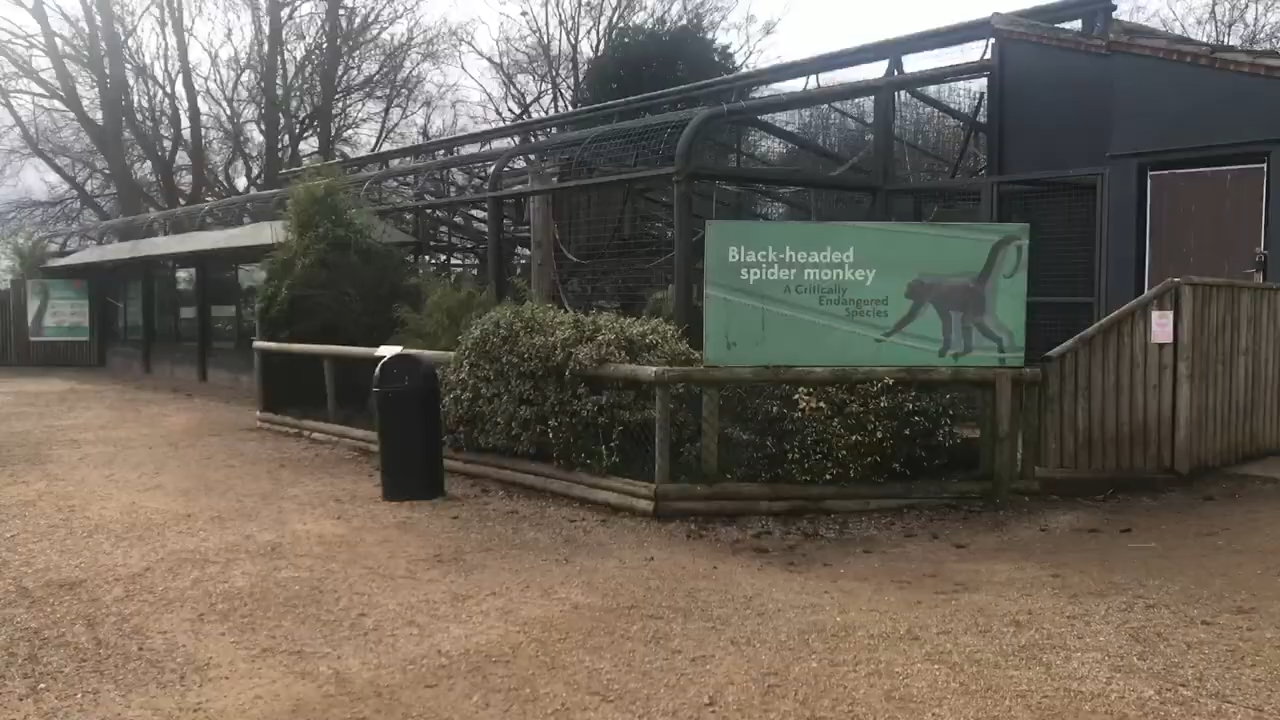 Black-headed
spider monkey
A Critically
Endangered
Species